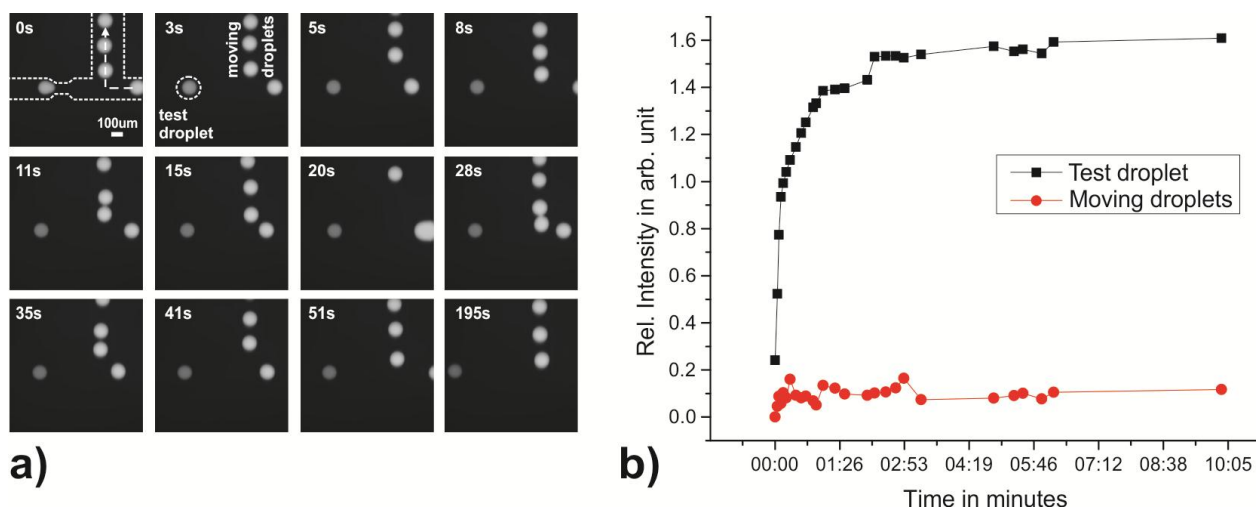 0s
100um
3s
moving
droplets
test
droplet
5s
8s
11s
15s
20s
28s
35s
41s
51s
195s
a)
1.6
1.4
1.2
1.0
0.8
0.6
0.4
0.2
0.0
Rel. Intensity in arb. unit
Test droplet
Moving droplets
00:00 01:26 02:53 04:19 05:46 07:12 08:38 10:05
Time in minutes
b)